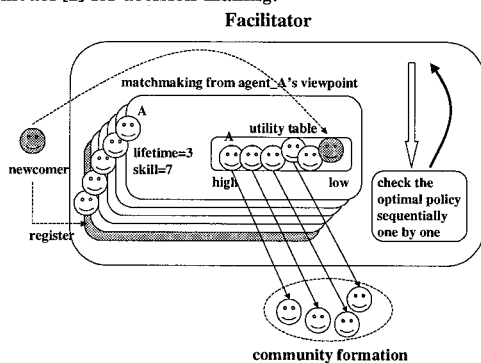 Facilitator
matchmaking from agent_A's viewpoint
A
lifetime=3
skill=7
utility table
A
high
low
newcomer
register
check the
optimal policy
sequentially
one by one
community formation